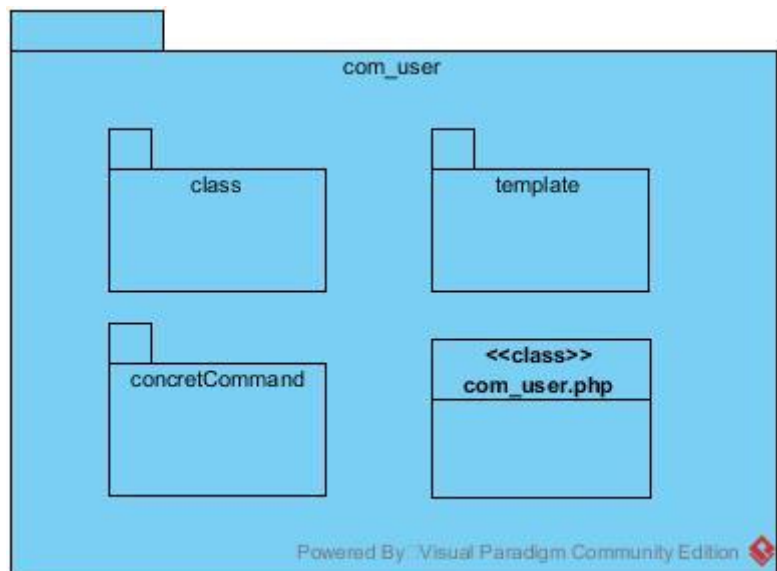 com_user
class
template
concretCommand
<<class>>
com_user.php
Powered By Visual Paradigm Community Edition